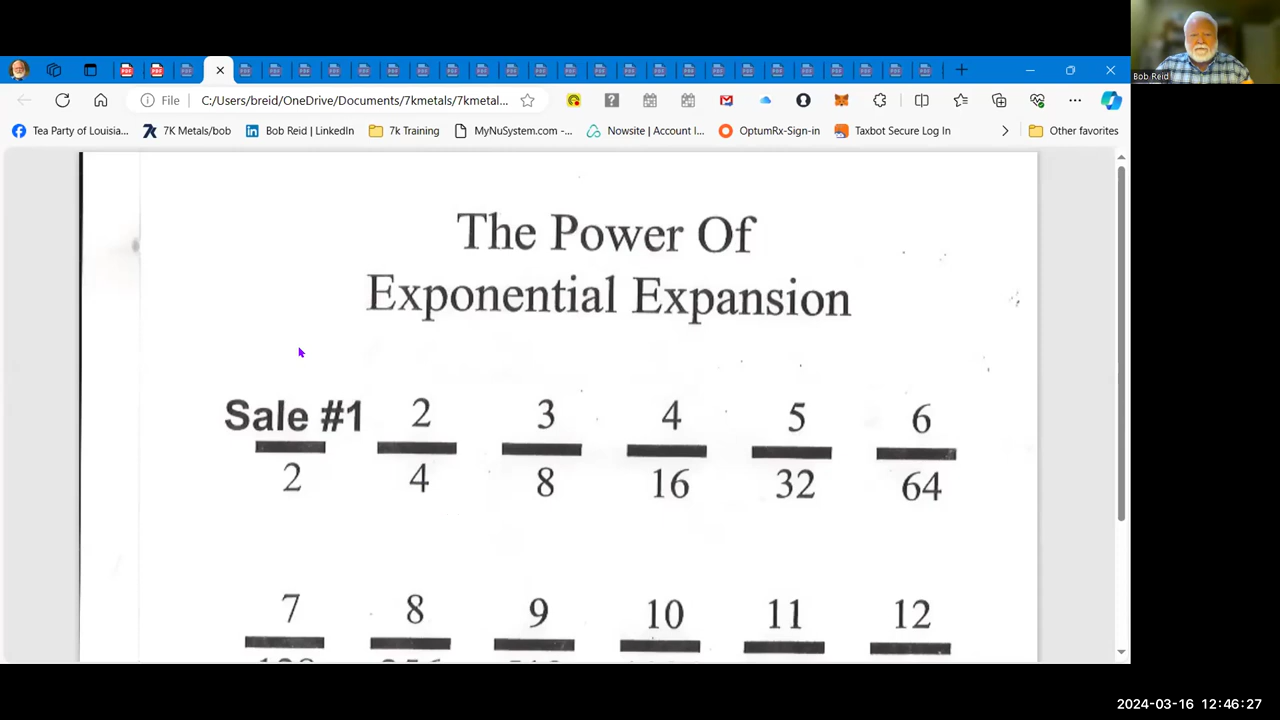 Bob Reid
File C:/Users/breid/OneDrive/Documents/7kmetals/7kmetal...
Tea Party of Louisia... 7K Metals/bob Bob Reid | LinkedIn 7k Training MyNuSystem.com -... Nowsite | Account I... OptumRx-Sign-in Taxbot Secure Log In Other favorites
The Power Of
Exponential Expansion
Sale #1 2 3 4 5 6
2 4 8 16 32 64
7 8 9 10 11 12
2024-03-16 12:46:27